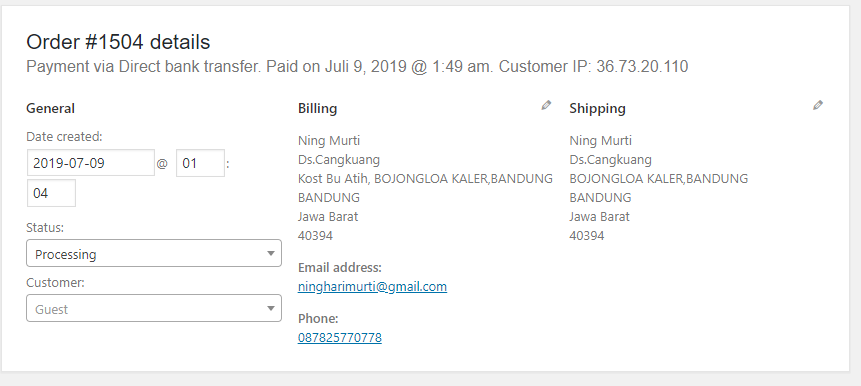 Order #1504 details
Payment via Direct bank transfer. Paid on Juli 9, 2019 @ 1:49 am. Customer IP: 36.73.20.110
General
Date created:
2019-07-09 @ 01 :
04
Status:
Processing
Customer:
Guest
Billing
Ning Murti
Ds.Cangkuang
Kost Bu Atih, BOJONGLOA KALER,BANDUNG
BANDUNG
Jawa Barat
40394
Email address:
ningharimurti@gmail.com
Phone:
087825770778
Shipping
Ning Murti
Ds.Cangkuang
BOJONGLOA KALER,BANDUNG
BANDUNG
Jawa Barat
40394